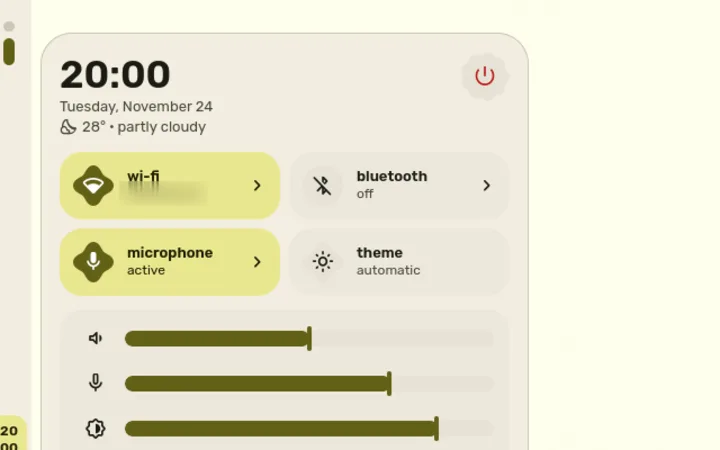 20:00
Tuesday, November 24
28° • partly cloudy
wi-fi
bluetooth
off
microphone
active
theme
automatic
20
00